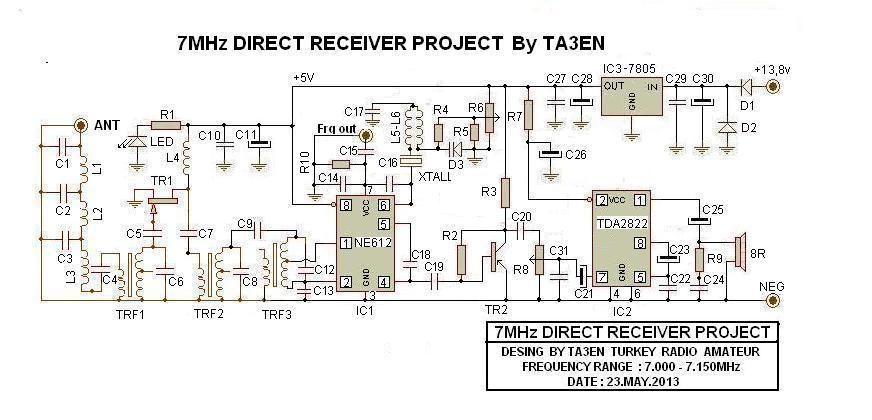 7MHz DIRECT RECEIVER PROJECT By TA3EN
+5V
IC3-7805
+13,8v
OUT
IN
GND
C27
C28
C29
C30
D1
D2
ANT
R1
LED
L4
C10
C11
Frq out
C17
L5-L6
R4
R5
R6
D3
R7
C26
C1
L1
C2
L2
C3
L3
C4
TR1
C5
C6
C7
C8
C9
R10
C14
C15
C16
XTALL
7
8
VCC
6
5
NE612
1
2
GND
4
3
C12
C13
C18
C19
R2
R3
C20
R8
C31
C21
2
VCC
1
TDA2822
8
7
GND
5
4
6
C25
C23
C22
R9
C24
8R
NEG
TRF1
TRF2
TRF3
IC1
TR2
IC2
7MHz DIRECT RECEIVER PROJECT
DESING BY TA3EN TURKEY RADIO AMATEUR
FREQUENCY RANGE : 7.000 - 7.150MHz
DATE : 23.MAY.2013